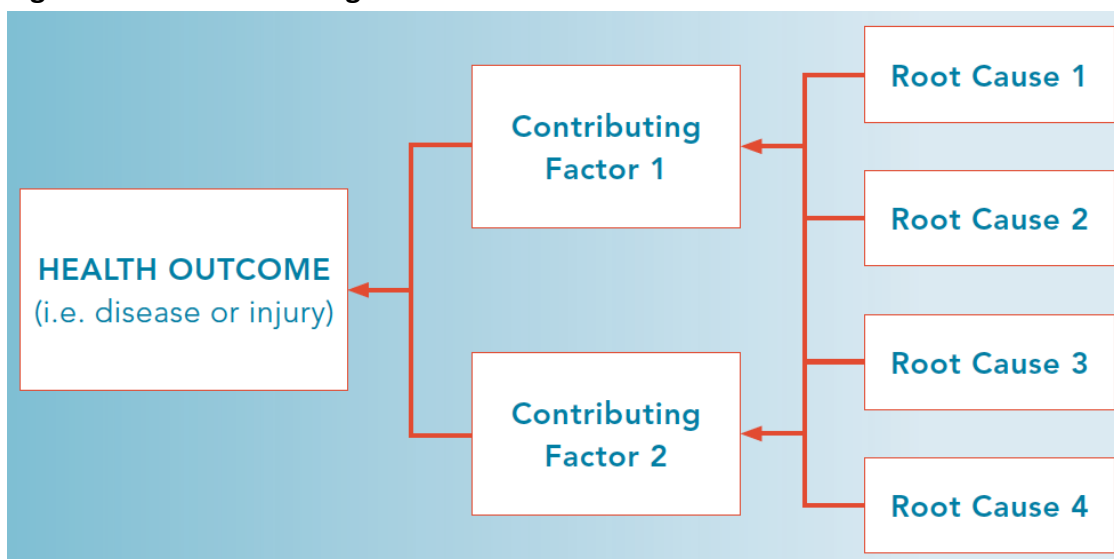 HEALTH OUTCOME
(i.e. disease or injury)
Contributing
Factor 1
Contributing
Factor 2
Root Cause 1
Root Cause 2
Root Cause 3
Root Cause 4